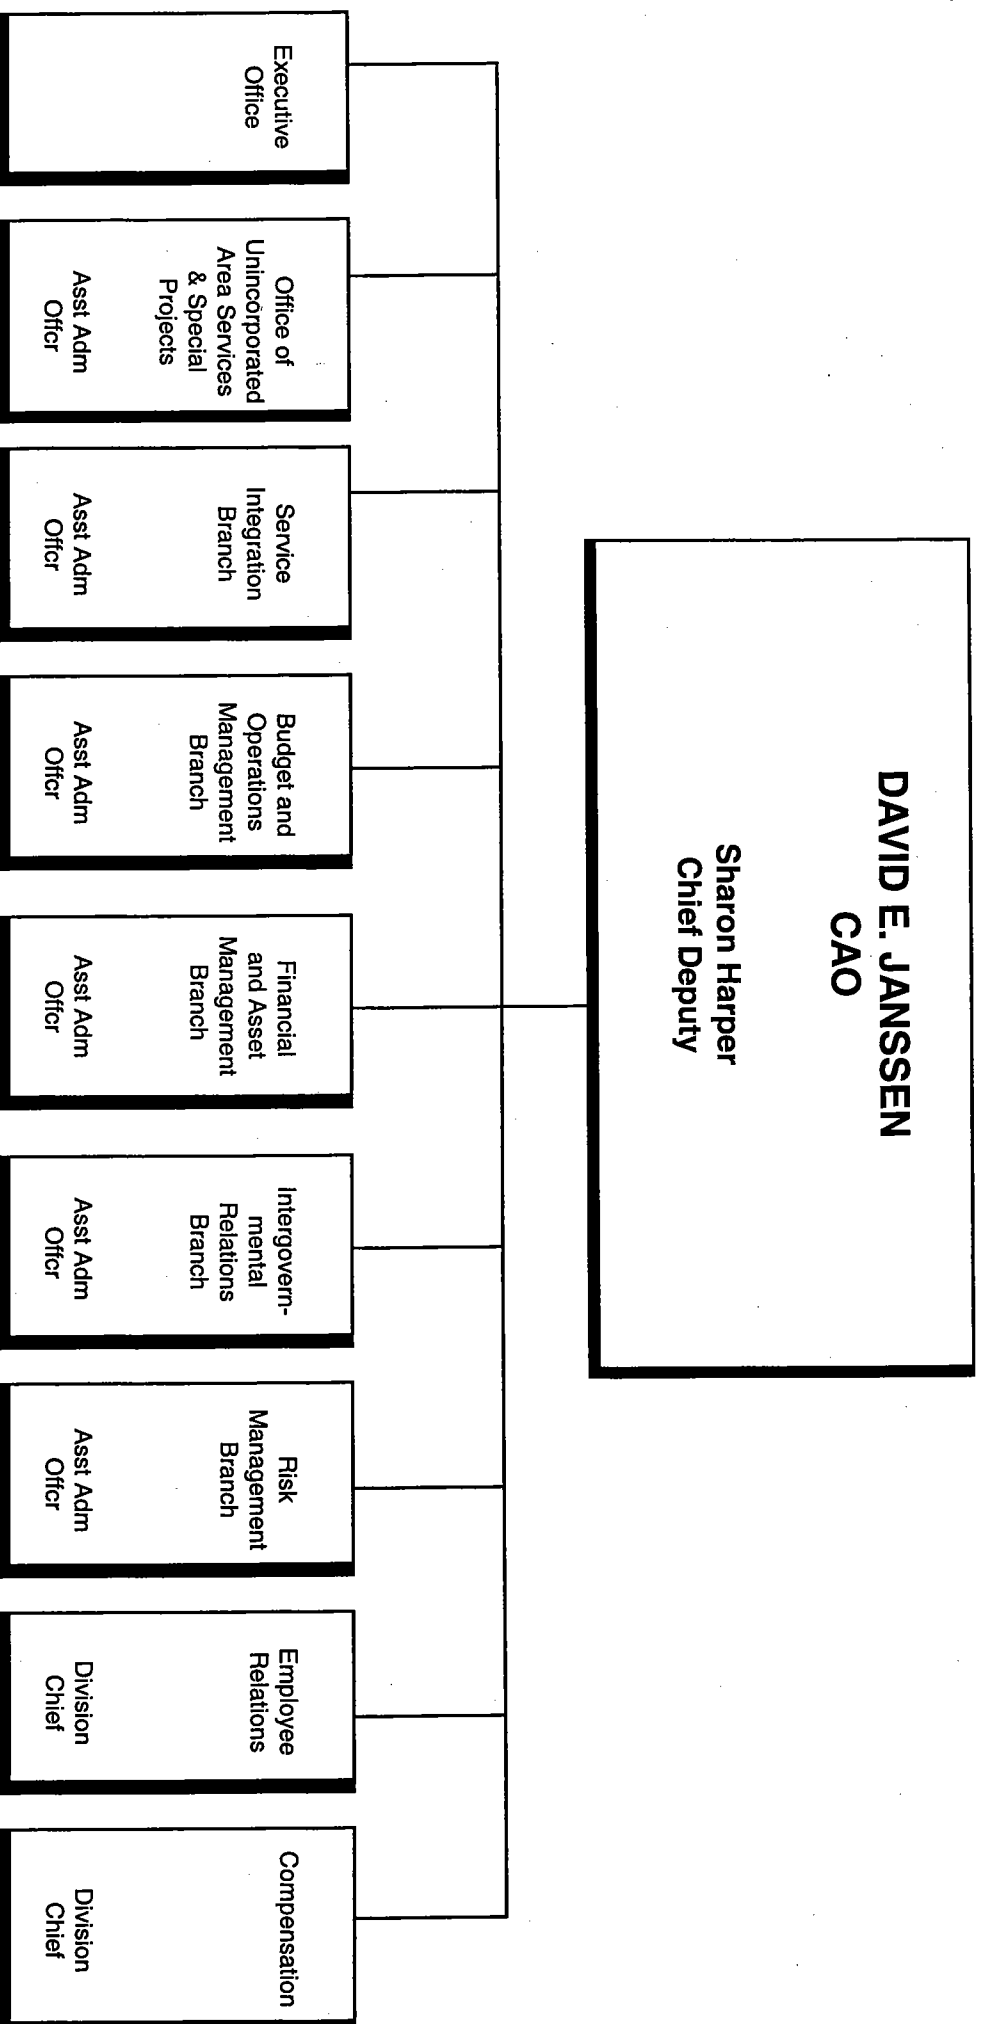 DAVID E. JANSSEN
CAO
Sharon Harper
Chief Deputy
Executive
Office
Office of
Unincorporated
Area Services
& Special
Projects
Asst Adm
Offcr
Service
Integration
Branch
Asst Adm
Offcr
Budget and
Operations
Management
Branch
Asst Adm
Offcr
Financial
and Asset
Management
Branch
Asst Adm
Offcr
Intergovern-
mental
Relations
Branch
Asst Adm
Offcr
Risk
Management
Branch
Asst Adm
Offcr
Employee
Relations
Division
Chief
Compensation
Division
Chief